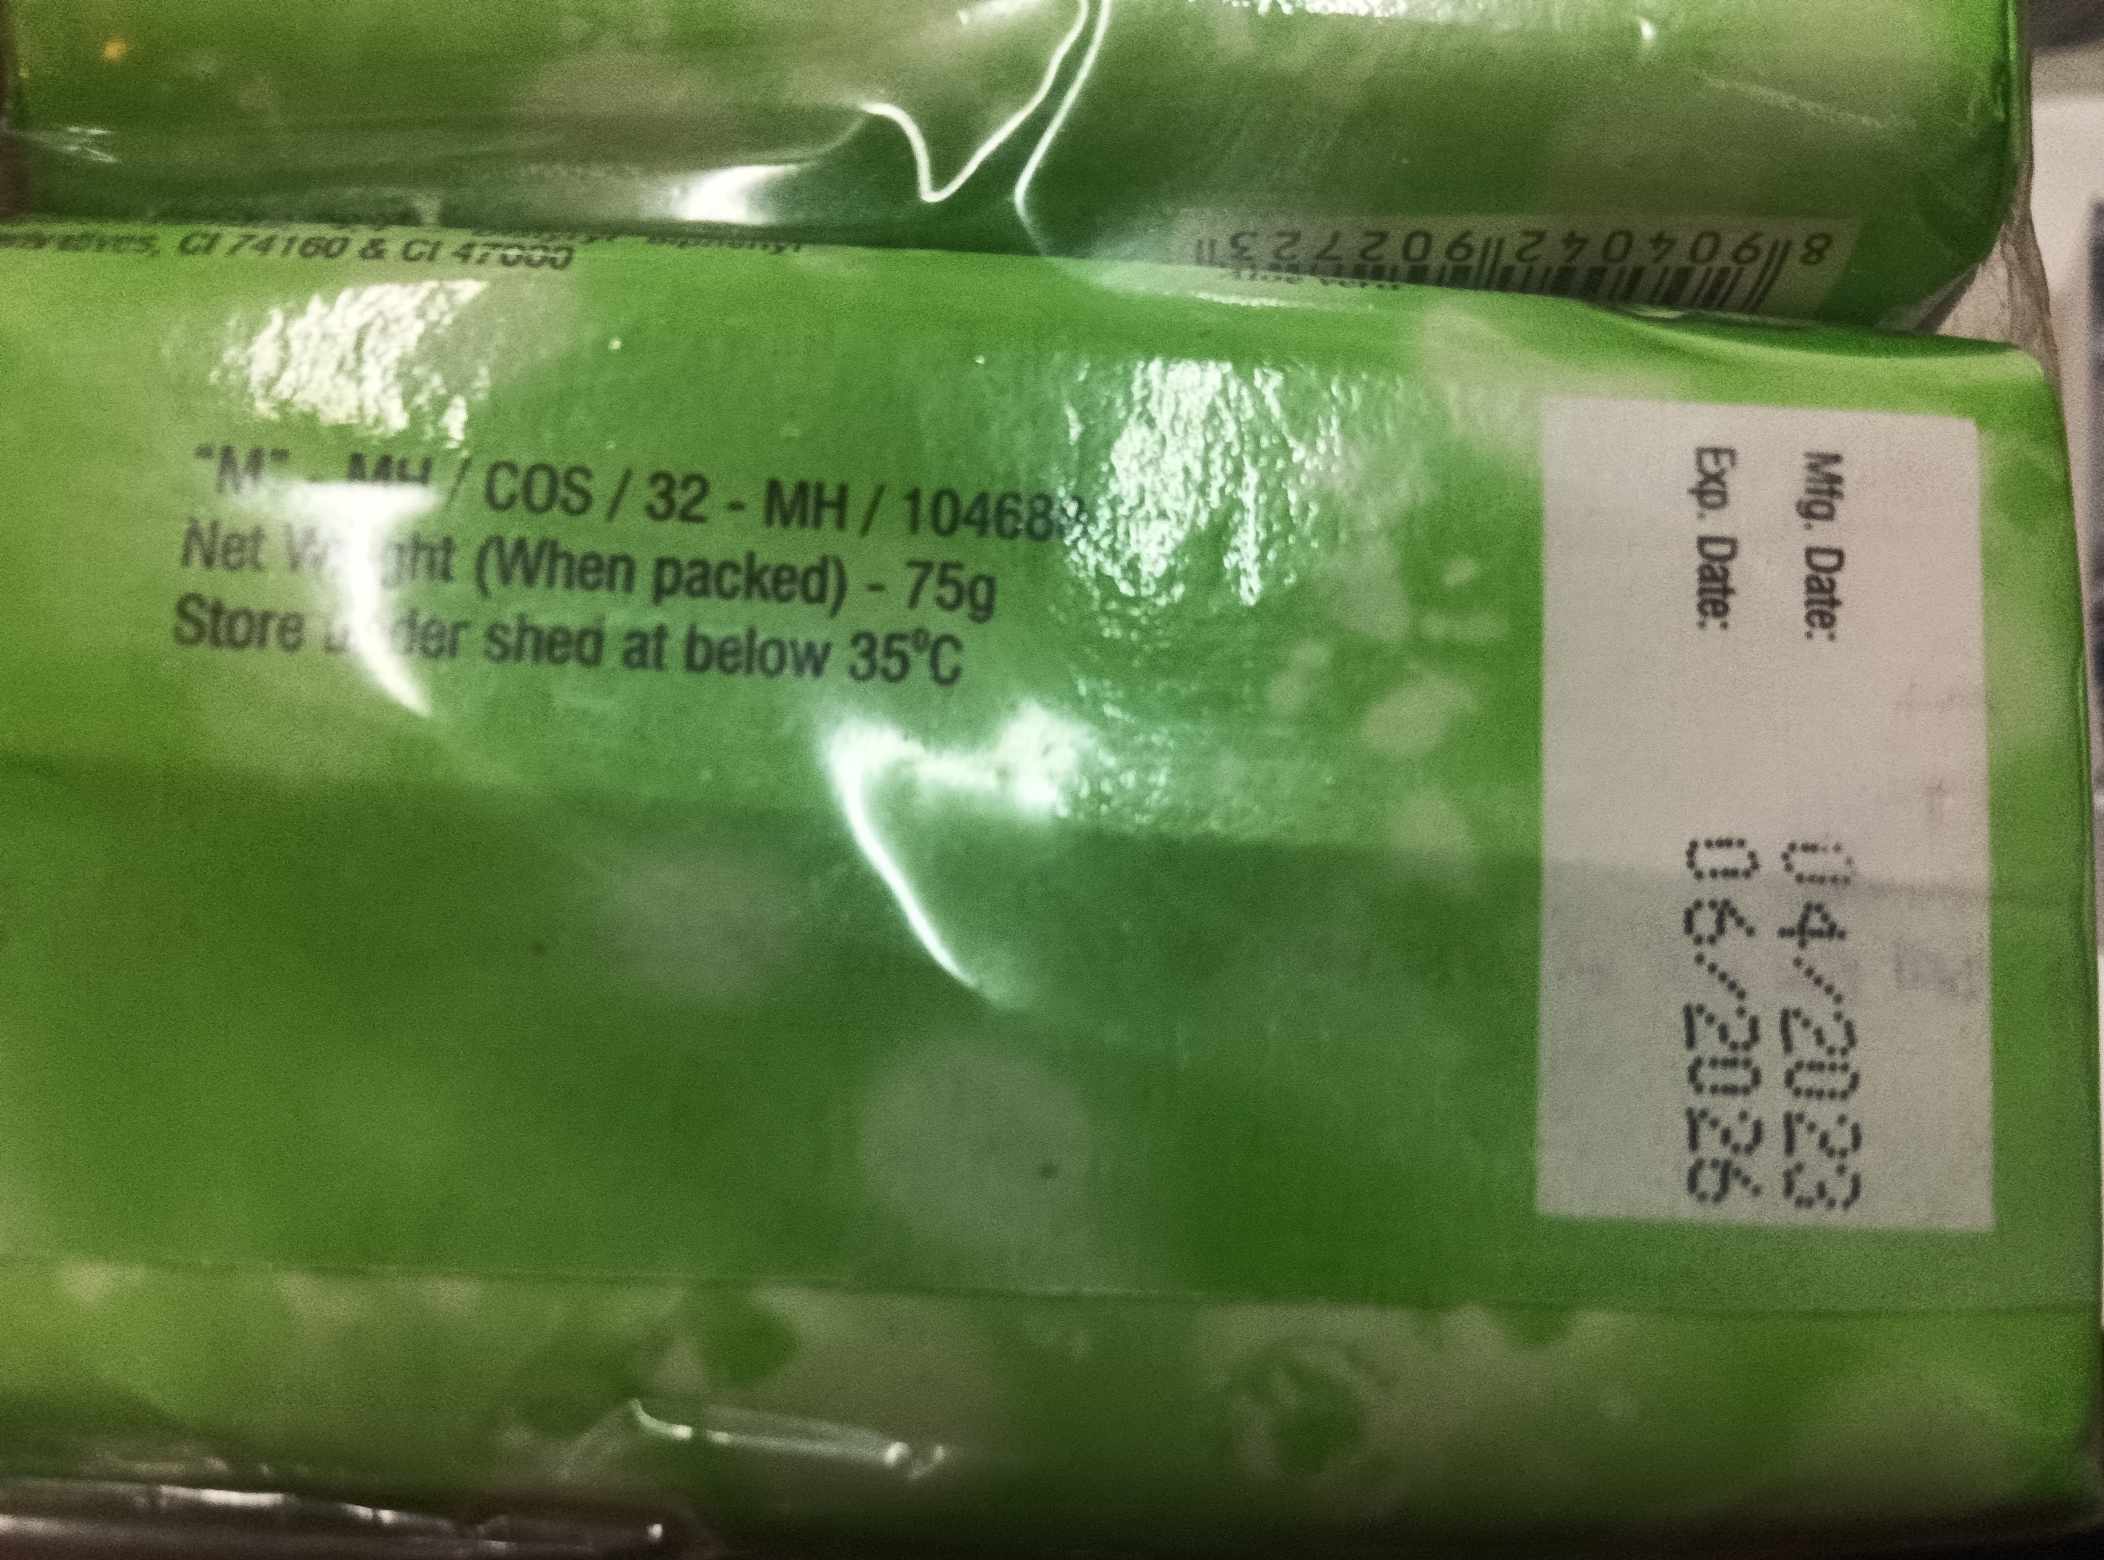 CI 74160 & CI 47000
8 904042 902723
"M" - MH / COS / 32 - MH / 10468
Net Weight (When packed) - 75g
Store under shed at below 35°C
Mfg. Date: 04/2023
Exp. Date: 06/2026